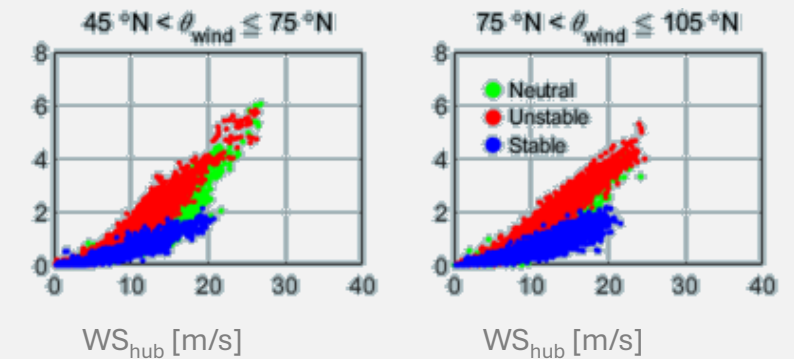 45 °N < θwind ≤ 75 °N
75 °N < θwind ≤ 105 °N
8
6
4
2
0
0 10 20 30 40
WShub [m/s]
8
6
4
2
0
Neutral
Unstable
Stable
0 10 20 30 40
WShub [m/s]